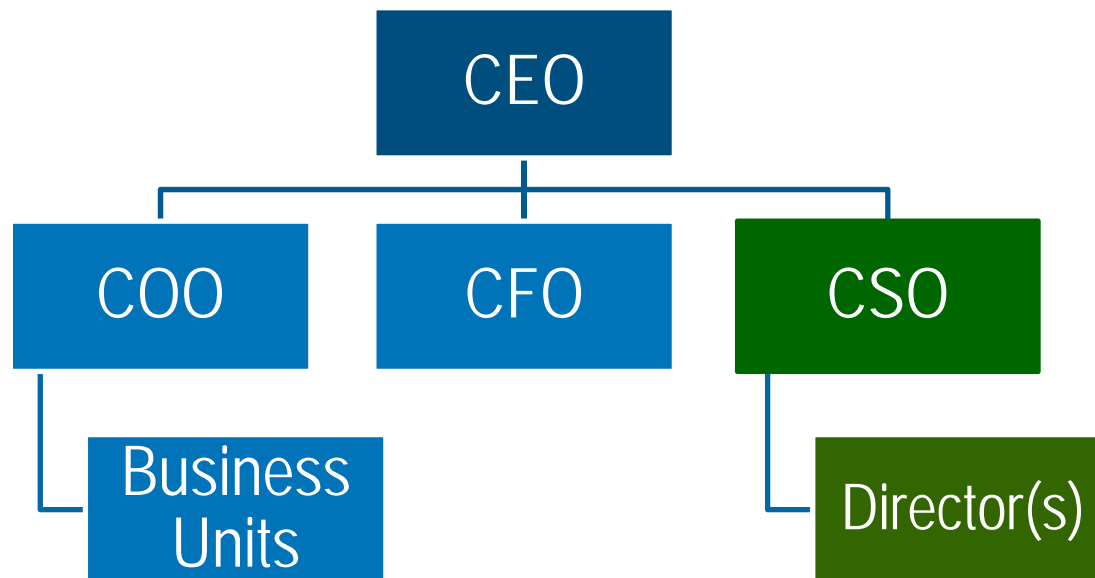 CEO
COO
CFO
CSO
Business
Units
Director(s)